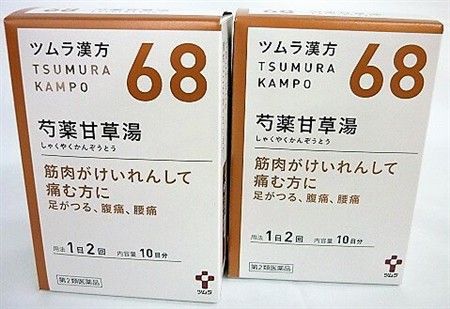 ツムラ漢方
TSUMURA
KAMPO
68
芍薬甘草湯
しゃくやくかんぞうとう
筋肉がけいれんして
痛む方に
足がつる、腹痛、腰痛
用法 1日2回 内容量 10日分
第2類医薬品
ツムラ
ツムラ漢方
TSUMURA
KAMPO
68
芍薬甘草湯
しゃくやくかんぞうとう
筋肉がけいれんして
痛む方に
足がつる、腹痛、腰痛
用法 1日2回 内容量 10日分
第2類医薬品
ツムラ